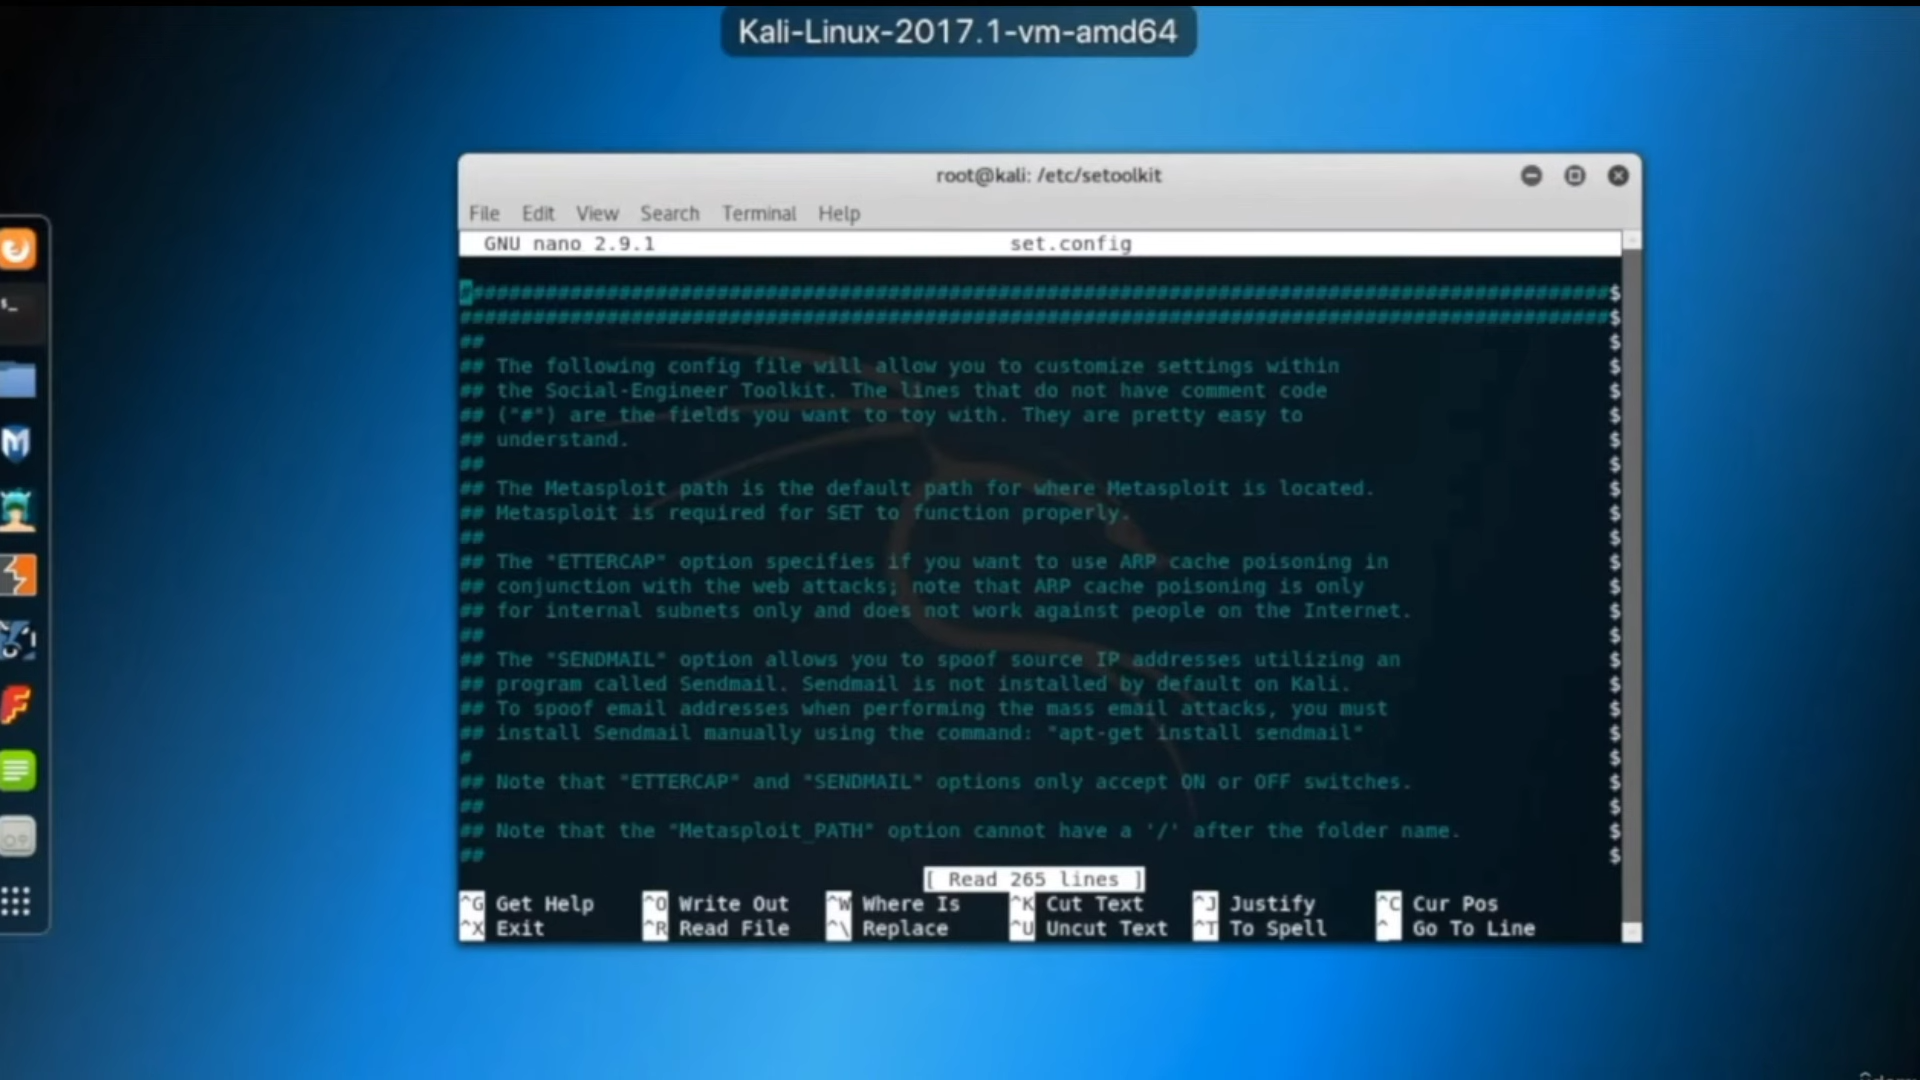 Kali-Linux-2017.1-vm-amd64
root@kali: /etc/setoolkit
File Edit View Search Terminal Help
GNU nano 2.9.1 set.config
##############################################################################################$
##############################################################################################$
## $
## The following config file will allow you to customize settings within $
## the Social-Engineer Toolkit. The lines that do not have comment code $
## ("#") are the fields you want to toy with. They are pretty easy to $
## understand. $
## $
## The Metasploit path is the default path for where Metasploit is located. $
## Metasploit is required for SET to function properly. $
## $
## The "ETTERCAP" option specifies if you want to use ARP cache poisoning in $
## conjunction with the web attacks; note that ARP cache poisoning is only $
## for internal subnets only and does not work against people on the Internet. $
## $
## The "SENDMAIL" option allows you to spoof source IP addresses utilizing an $
## program called Sendmail. Sendmail is not installed by default on Kali. $
## To spoof email addresses when performing the mass email attacks, you must $
## install Sendmail manually using the command: "apt-get install sendmail" $
# $
## Note that "ETTERCAP" and "SENDMAIL" options only accept ON or OFF switches. $
## $
## Note that the "Metasploit_PATH" option cannot have a '/' after the folder name. $
## $
[ Read 265 lines ]
^G Get Help ^O Write Out ^W Where Is ^K Cut Text ^J Justify ^C Cur Pos
^X Exit ^R Read File ^\ Replace ^U Uncut Text ^T To Spell ^_ Go To Line